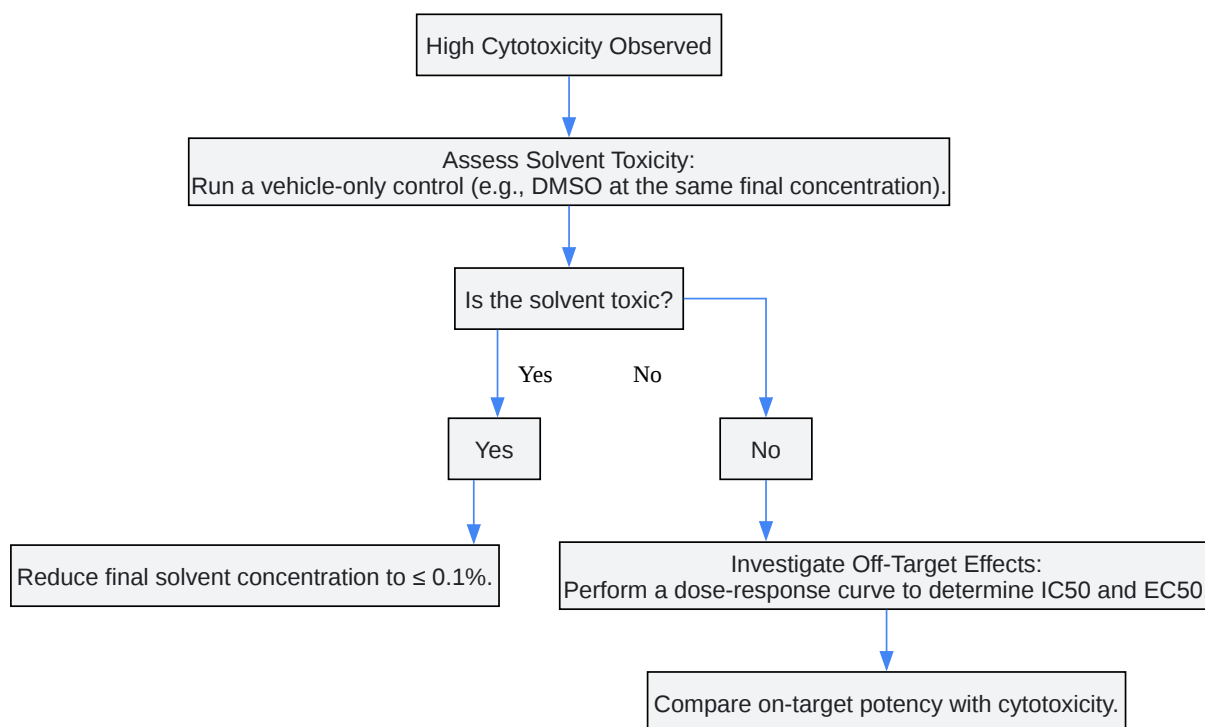 High Cytotoxicity Observed
Assess Solvent Toxicity:
Run a vehicle-only control (e.g., DMSO at the same final concentration).
Is the solvent toxic?
Yes
No
Yes
No
Reduce final solvent concentration to ≤ 0.1%.
Investigate Off-Target Effects:
Perform a dose-response curve to determine IC50 and EC50.
Compare on-target potency with cytotoxicity.